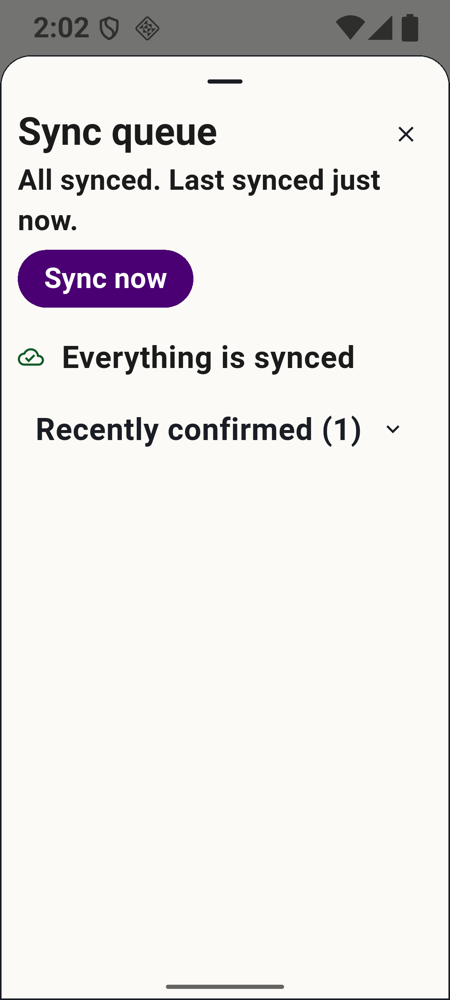 2:02
Sync queue
All synced. Last synced just
now.
Sync now
Everything is synced
Recently confirmed (1)